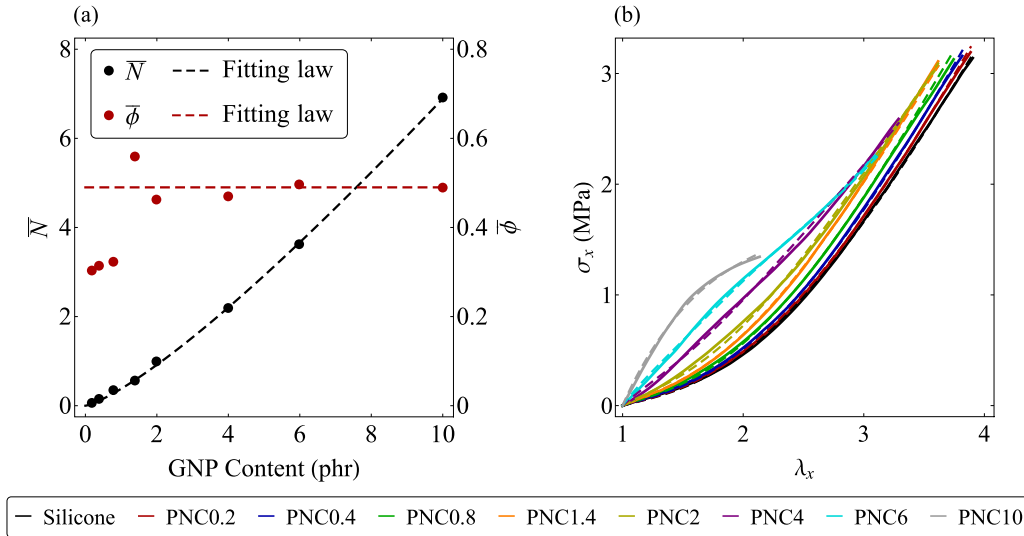 (a)
(b)
8
6
4
2
0
0.8
0.6
0.4
0.2
0
N̅ Fitting law
ϕ̅ Fitting law
N̅
ϕ̅
0 2 4 6 8 10
GNP Content (phr)
3
2
1
0
σₓ (MPa)
1 2 3 4
λₓ
Silicone PNC0.2 PNC0.4 PNC0.8 PNC1.4 PNC2 PNC4 PNC6 PNC10